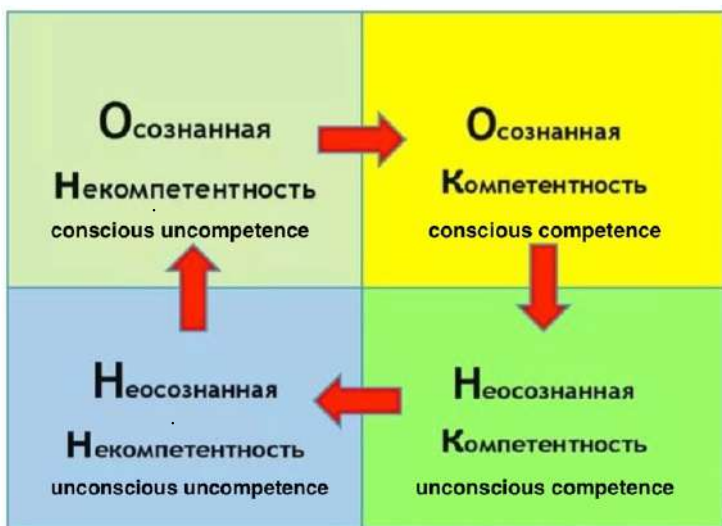 Осознанная
Некомпетентность
conscious uncompetence
Осознанная
Компетентность
conscious competence
Неосознанная
Некомпетентность
unconscious uncompetence
Неосознанная
Компетентность
unconscious competence